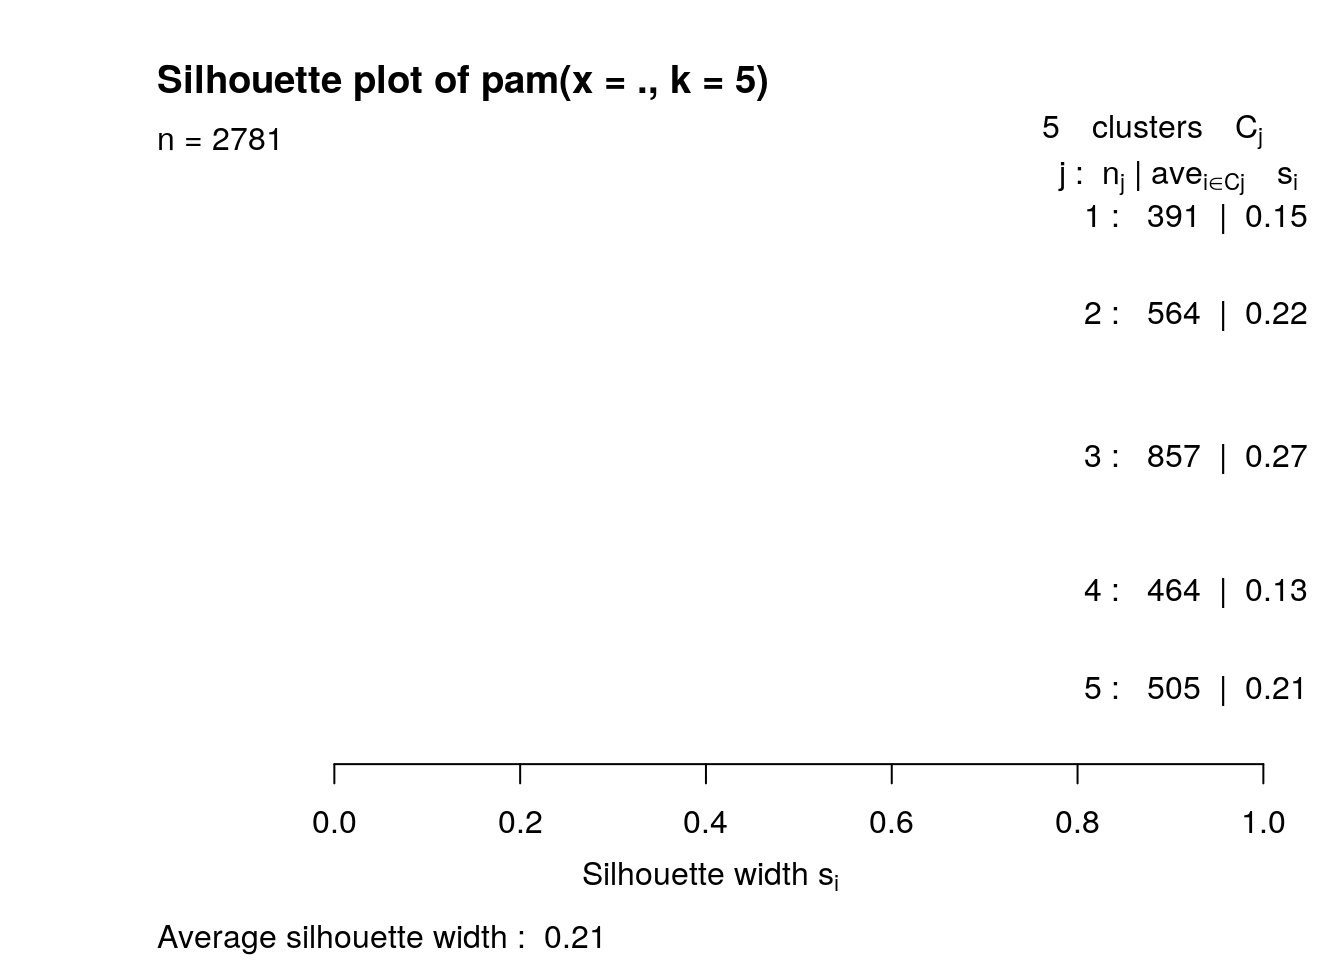 Silhouette plot of pam(x = ., k = 5)
n = 2781
5 clusters Cj
j : nj | avei∈Cj si
1 : 391 | 0.15
2 : 564 | 0.22
3 : 857 | 0.27
4 : 464 | 0.13
5 : 505 | 0.21
0.0 0.2 0.4 0.6 0.8 1.0
Silhouette width si
Average silhouette width : 0.21